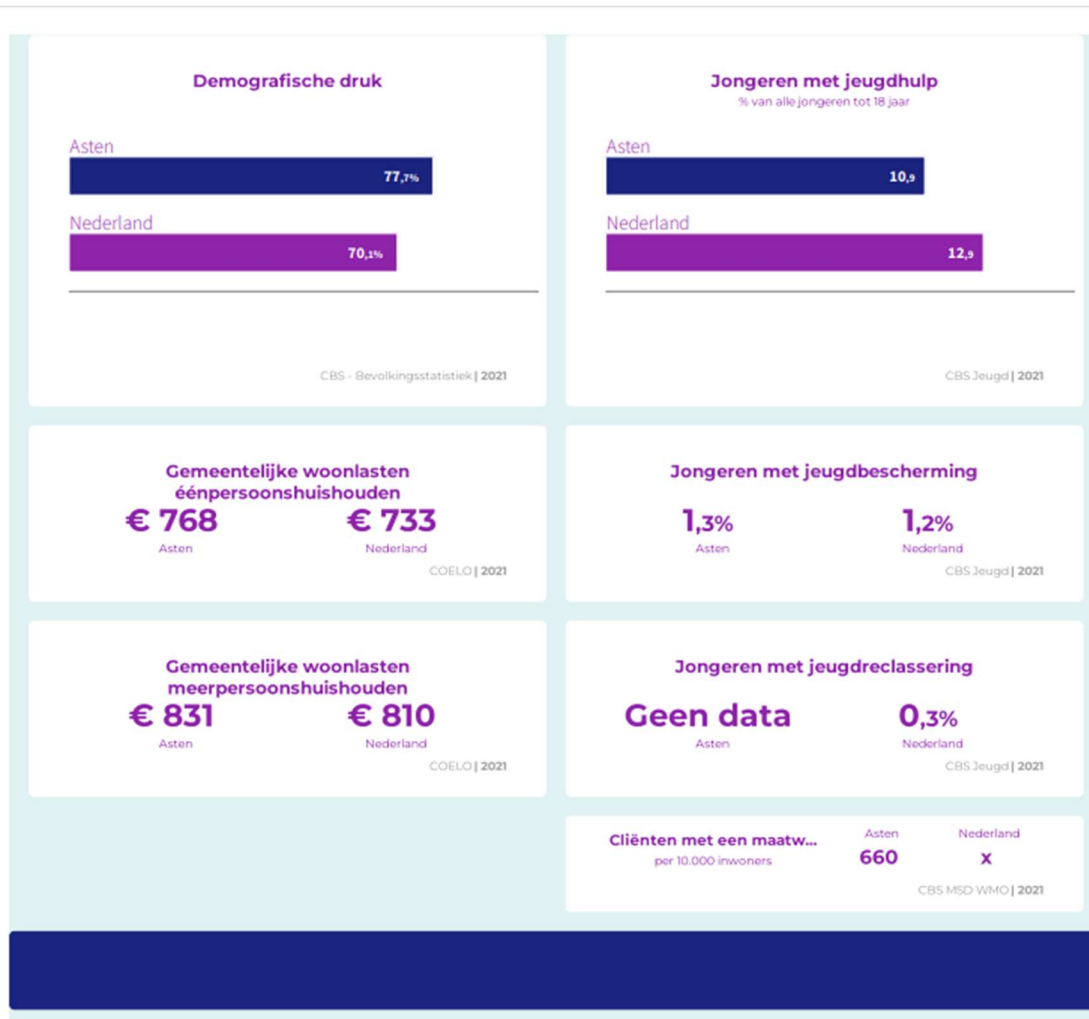 Demografische druk
Asten
77,7%
Nederland
70,1%
CBS - Bevolkingsstatistiek | 2021
Jongeren met jeugdhulp
% van alle jongeren tot 18 jaar
Asten
10,9
Nederland
12,9
CBS Jeugd | 2021
Gemeentelijke woonlasten
éénpersoonshuishouden
€ 768 € 733
Asten Nederland
COELO | 2021
Jongeren met jeugdbescherming
1,3% 1,2%
Asten Nederland
CBS Jeugd | 2021
Gemeentelijke woonlasten
meerpersoonshuishouden
€ 831 € 810
Asten Nederland
COELO | 2021
Jongeren met jeugdreclassering
Geen data 0,3%
Asten Nederland
CBS Jeugd | 2021
Cliënten met een maatw...
per 10.000 inwoners
Asten Nederland
660 x
CBS MSD WMO | 2021